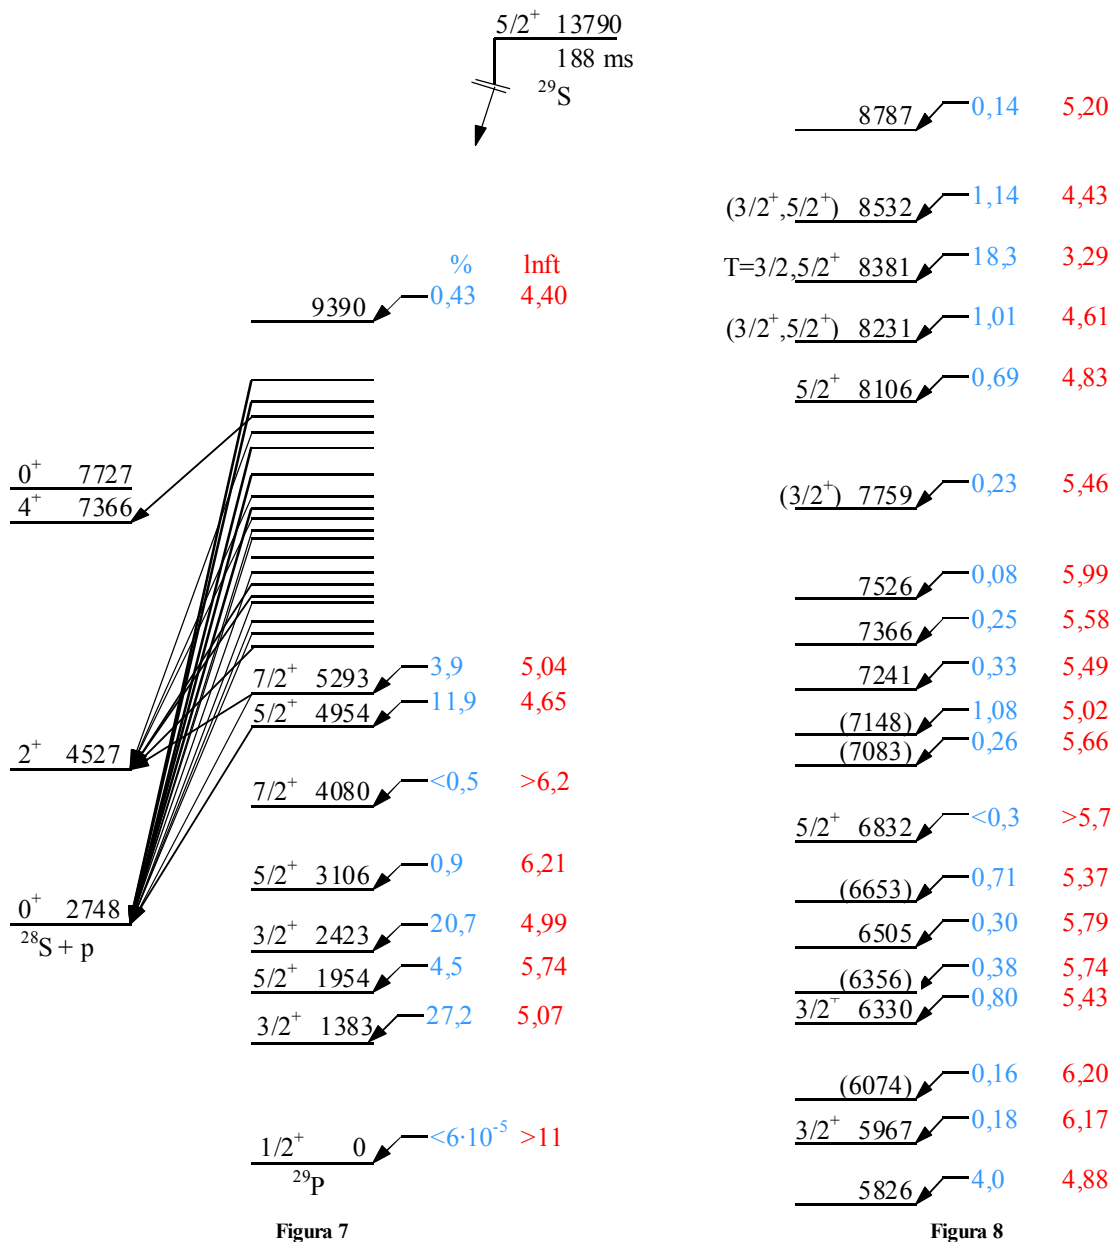 5/2⁺ 13790
188 ms
²⁹S
% lnft
9390 0,43 4,40
0⁺ 7727
4⁺ 7366
7/2⁺ 5293 3,9 5,04
5/2⁺ 4954 11,9 4,65
2⁺ 4527
7/2⁺ 4080 <0,5 >6,2
5/2⁺ 3106 0,9 6,21
0⁺ 2748
²⁸S + p
3/2⁺ 2423 20,7 4,99
5/2⁺ 1954 4,5 5,74
3/2⁺ 1383 27,2 5,07
1/2⁺ 0 <6·10⁻⁵ >11
²⁹P
Figura 7
8787 0,14 5,20
(3/2⁺,5/2⁺) 8532 1,14 4,43
T=3/2,5/2⁺ 8381 18,3 3,29
(3/2⁺,5/2⁺) 8231 1,01 4,61
5/2⁺ 8106 0,69 4,83
(3/2⁺) 7759 0,23 5,46
7526 0,08 5,99
7366 0,25 5,58
7241 0,33 5,49
(7148) 1,08 5,02
(7083) 0,26 5,66
5/2⁺ 6832 <0,3 >5,7
(6653) 0,71 5,37
6505 0,30 5,79
(6356) 0,38 5,74
3/2⁺ 6330 0,80 5,43
(6074) 0,16 6,20
3/2⁺ 5967 0,18 6,17
5826 4,0 4,88
Figura 8